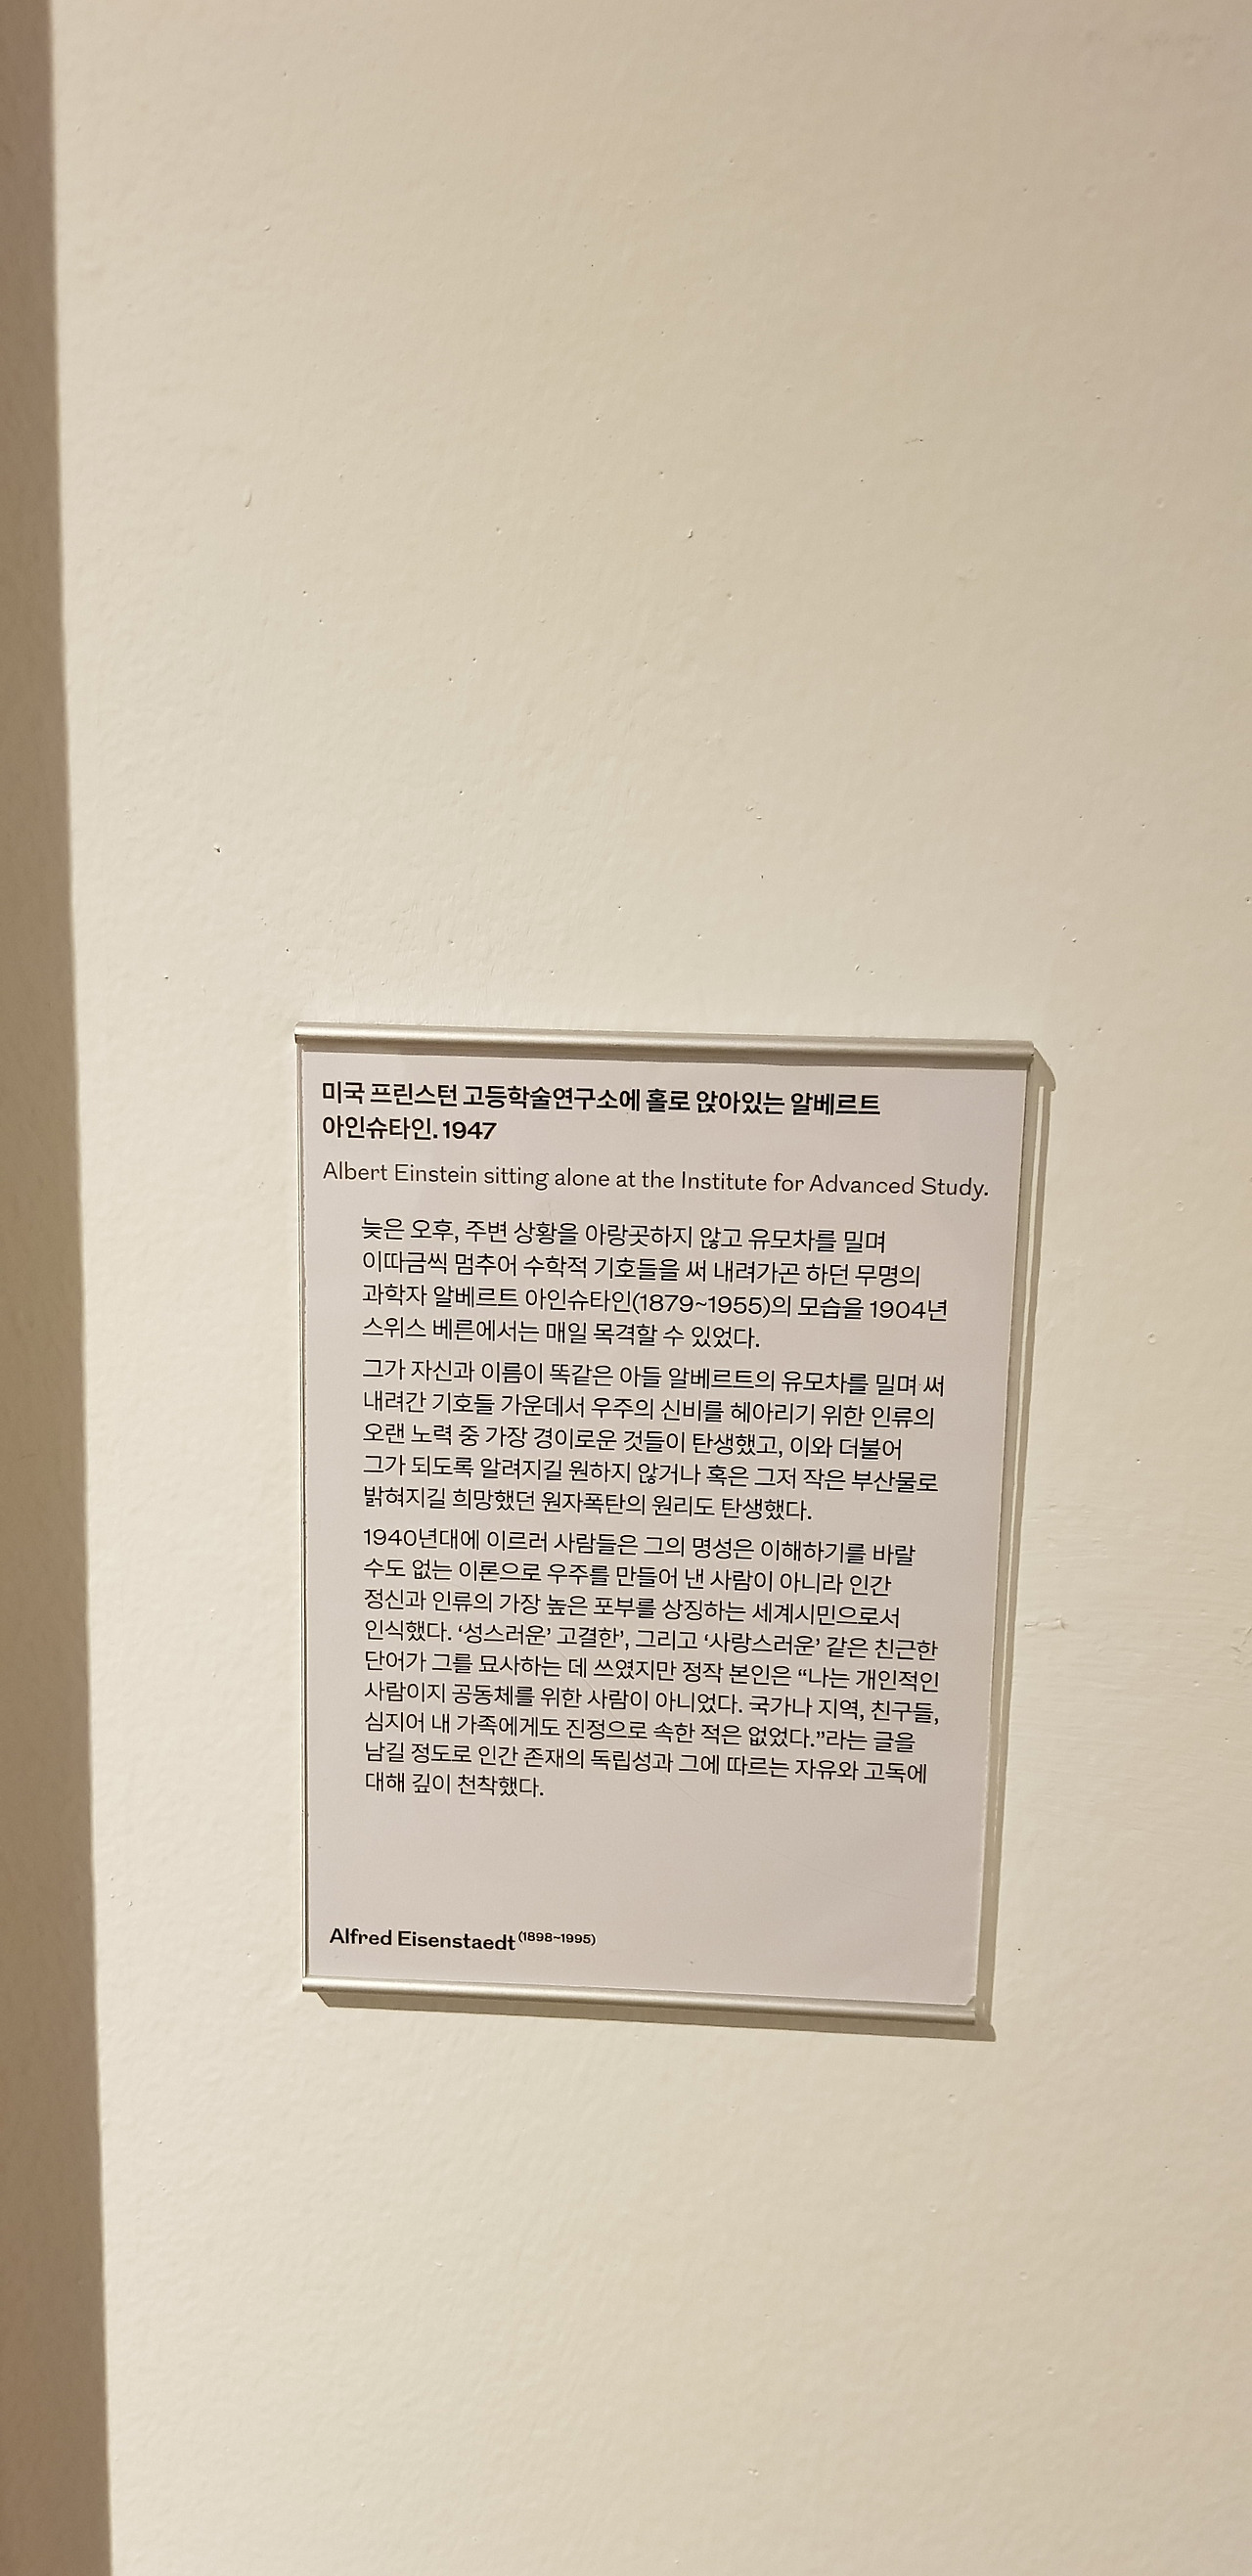 미국 프린스턴 고등학술연구소에 홀로 앉아있는 알베르트
아인슈타인. 1947
Albert Einstein sitting alone at the Institute for Advanced Study.
늦은 오후, 주변 상황을 아랑곳하지 않고 유모차를 밀며
이따금씩 멈추어 수학적 기호들을 써 내려가곤 하던 무명의
과학자 알베르트 아인슈타인(1879~1955)의 모습을 1904년
스위스 베른에서는 매일 목격할 수 있었다.
그가 자신과 이름이 똑같은 아들 알베르트의 유모차를 밀며 써
내려간 기호들 가운데서 우주의 신비를 헤아리기 위한 인류의
오랜 노력 중 가장 경이로운 것들이 탄생했고, 이와 더불어
그가 되도록 알려지길 원하지 않거나 혹은 그저 작은 부산물로
밝혀지길 희망했던 원자폭탄의 원리도 탄생했다.
1940년대에 이르러 사람들은 그의 명성은 이해하기를 바랄
수도 없는 이론으로 우주를 만들어 낸 사람이 아니라 인간
정신과 인류의 가장 높은 포부를 상징하는 세계시민으로서
인식했다. ‘성스러운’ 고결한’, 그리고 ‘사랑스러운’ 같은 친근한
단어가 그를 묘사하는 데 쓰였지만 정작 본인은 “나는 개인적인
사람이지 공동체를 위한 사람이 아니었다. 국가나 지역, 친구들,
심지어 내 가족에게도 진정으로 속한 적은 없었다.”라는 글을
남길 정도로 인간 존재의 독립성과 그에 따르는 자유와 고독에
대해 깊이 천착했다.
Alfred Eisenstaedt (1898~1995)